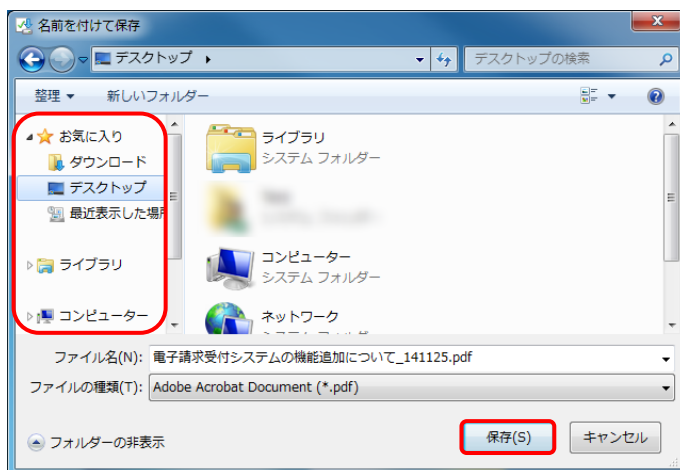 名前を付けて保存
デスクトップ
デスクトップの検索
整理 新しいフォルダー
お気に入り
ダウンロード
デスクトップ
最近表示した場所
ライブラリ
コンピューター
ライブラリ
システム フォルダー
コンピューター
システム フォルダー
ネットワーク
ファイル名(N): 電子請求受付システムの機能追加について_141125.pdf
ファイルの種類(T): Adobe Acrobat Document (*.pdf)
フォルダーの非表示
保存(S) キャンセル